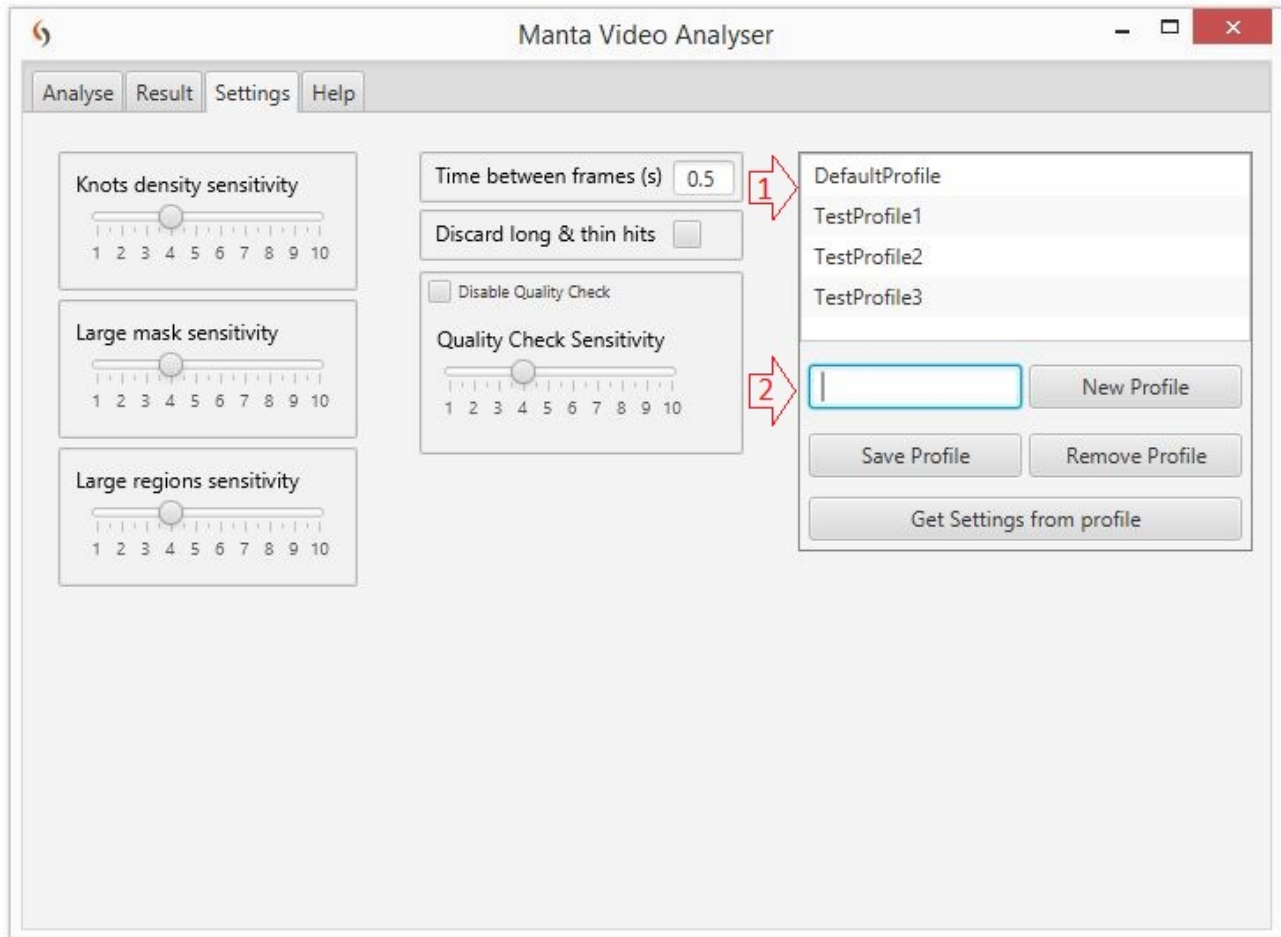 Manta Video Analyser
Analyse Result Settings Help
Knots density sensitivity
1 2 3 4 5 6 7 8 9 10
Large mask sensitivity
1 2 3 4 5 6 7 8 9 10
Large regions sensitivity
1 2 3 4 5 6 7 8 9 10
Time between frames (s) 0.5
Discard long & thin hits
Disable Quality Check
Quality Check Sensitivity
1 2 3 4 5 6 7 8 9 10
1
DefaultProfile
TestProfile1
TestProfile2
TestProfile3
2
New Profile
Save Profile Remove Profile
Get Settings from profile